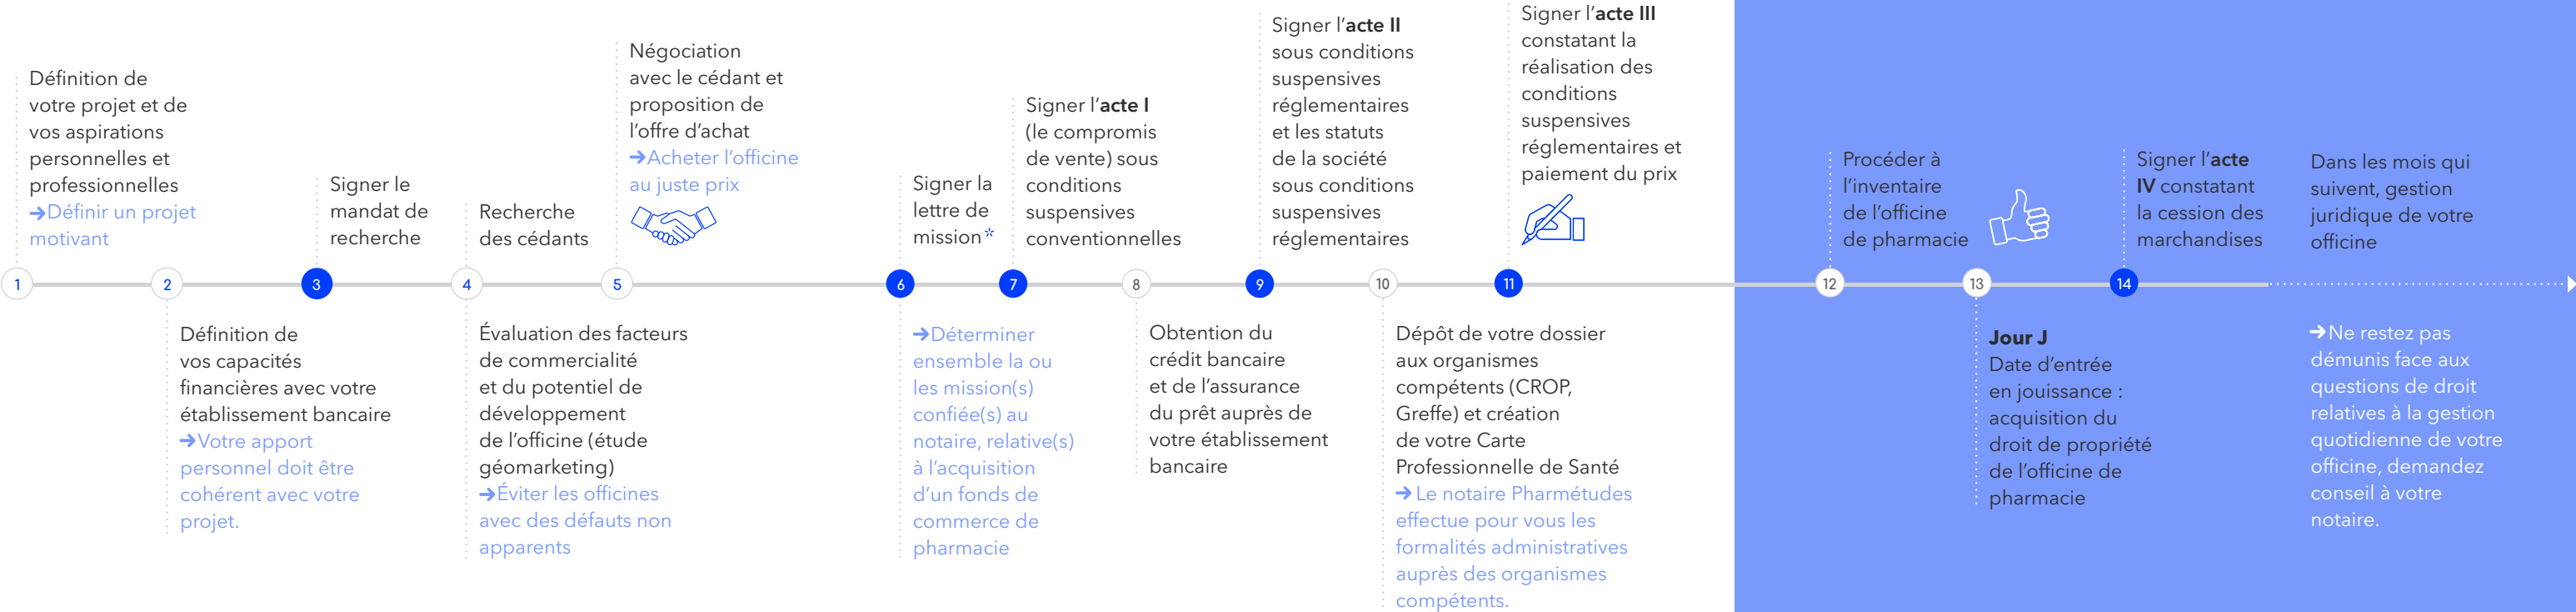 1
Définition de
votre projet et de
vos aspirations
personnelles et
professionnelles
➔Définir un projet
motivant
2
Définition de
vos capacités
financières avec votre
établissement bancaire
➔Votre apport
personnel doit être
cohérent avec votre
projet.
3
Signer le
mandat de
recherche
4
Recherche
des cédants
Évaluation des facteurs
de commercialité
et du potentiel de
développement
de l’officine (étude
géomarketing)
➔Éviter les officines
avec des défauts non
apparents
5
Négociation
avec le cédant et
proposition de
l’offre d’achat
➔Acheter l’officine
au juste prix
6
Signer la
lettre de
mission*
➔Déterminer
ensemble la ou
les mission(s)
confiée(s) au
notaire, relative(s)
à l’acquisition
d’un fonds de
commerce de
pharmacie
7
Signer l’acte I
(le compromis
de vente) sous
conditions
suspensives
conventionnelles
8
Obtention du
crédit bancaire
et de l’assurance
du prêt auprès de
votre établissement
bancaire
9
Signer l’acte II
sous conditions
suspensives
réglementaires
et les statuts
de la société
sous conditions
suspensives
réglementaires
10
Dépôt de votre dossier
aux organismes
compétents (CROP,
Greffe) et création
de votre Carte
Professionnelle de Santé
➔ Le notaire Pharmétudes
effectue pour vous les
formalités administratives
auprès des organismes
compétents.
11
Signer l’acte III
constatant la
réalisation des
conditions
suspensives
réglementaires et
paiement du prix
12
Procéder à
l’inventaire
de l’officine
de pharmacie
13
Jour J
Date d’entrée
en jouissance :
acquisition du
droit de propriété
de l’officine de
pharmacie
14
Signer l’acte
IV constatant
la cession des
marchandises
Dans les mois qui
suivent, gestion
juridique de votre
officine
➔Ne restez pas
démunis face aux
questions de droit
relatives à la gestion
quotidienne de votre
officine, demandez
conseil à votre
notaire.